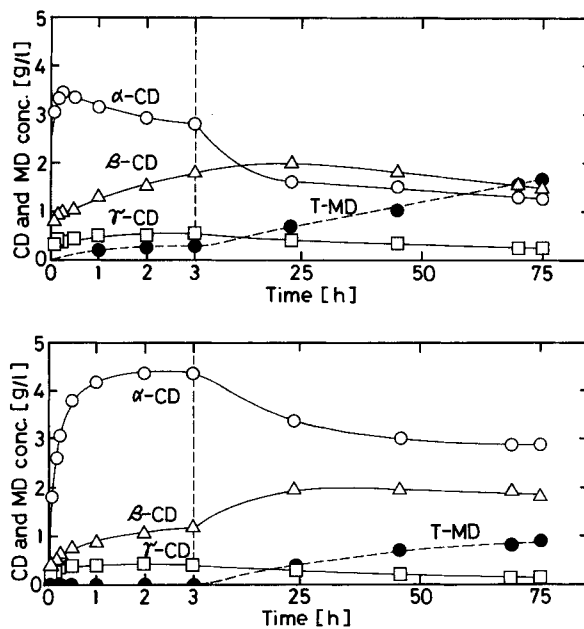 CD and MD conc. [g/l]
5
4
3
2
1
0
α-CD
β-CD
γ-CD
T-MD
0 1 2 3 25 50 75
Time [h]
CD and MD conc. [g/l]
5
4
3
2
1
0
α-CD
β-CD
γ-CD
T-MD
0 1 2 3 25 50 75
Time [h]